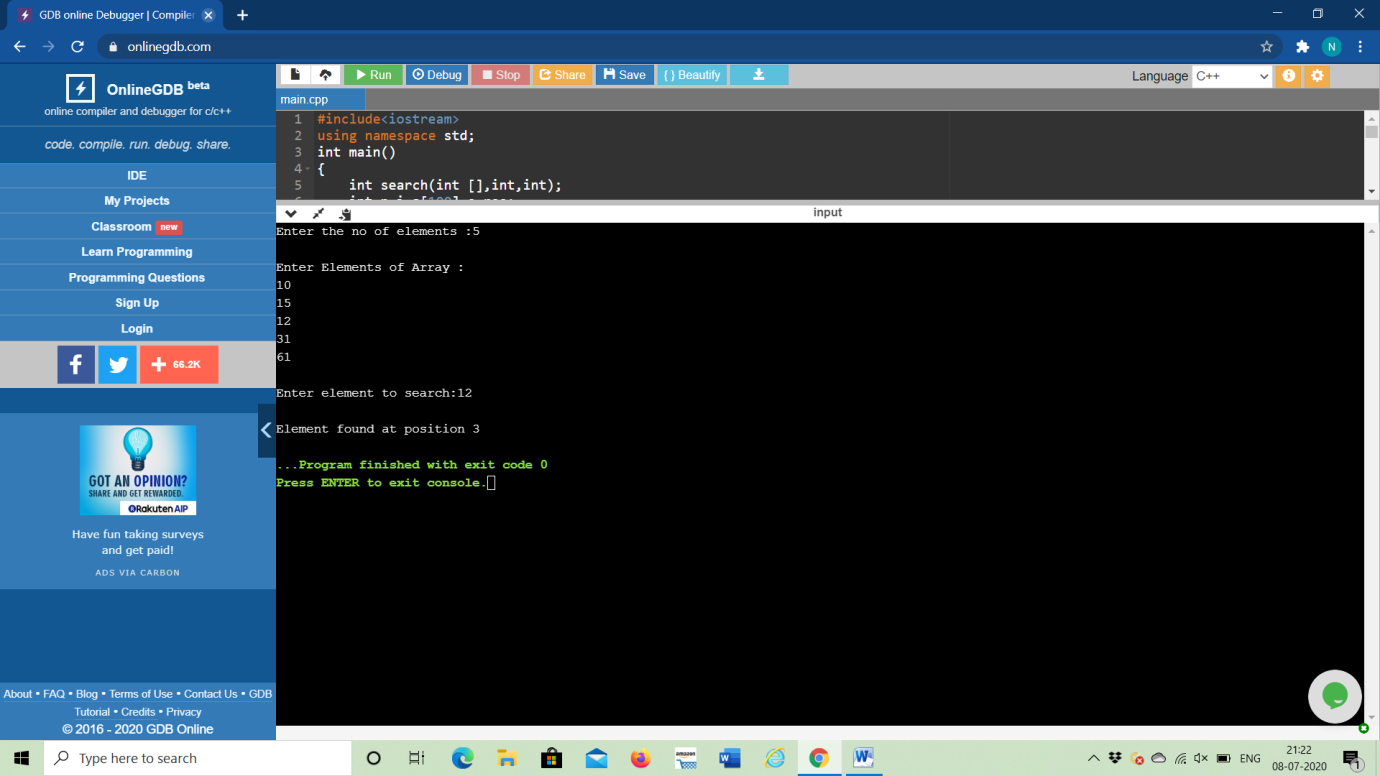 GDB online Debugger | Compiler
onlinegdb.com
N
OnlineGDB beta
online compiler and debugger for c/c++
code. compile. run. debug. share.
IDE
My Projects
Classroom new
Learn Programming
Programming Questions
Sign Up
Login
66.2K
GOT AN OPINION?
SHARE AND GET REWARDED.
Rakuten AIP
Have fun taking surveys
and get paid!
ADS VIA CARBON
About • FAQ • Blog • Terms of Use • Contact Us • GDB
Tutorial • Credits • Privacy
© 2016 - 2020 GDB Online
Run Debug Stop Share Save { } Beautify
Language C++
main.cpp
1 #include<iostream>
2 using namespace std;
3 int main()
4 {
5 int search(int [],int,int);
input
Enter the no of elements :5
Enter Elements of Array :
10
15
12
31
61
Enter element to search:12
Element found at position 3
...Program finished with exit code 0
Press ENTER to exit console.
Type here to search
amazon
W
W
ENG
21:22
08-07-2020
1